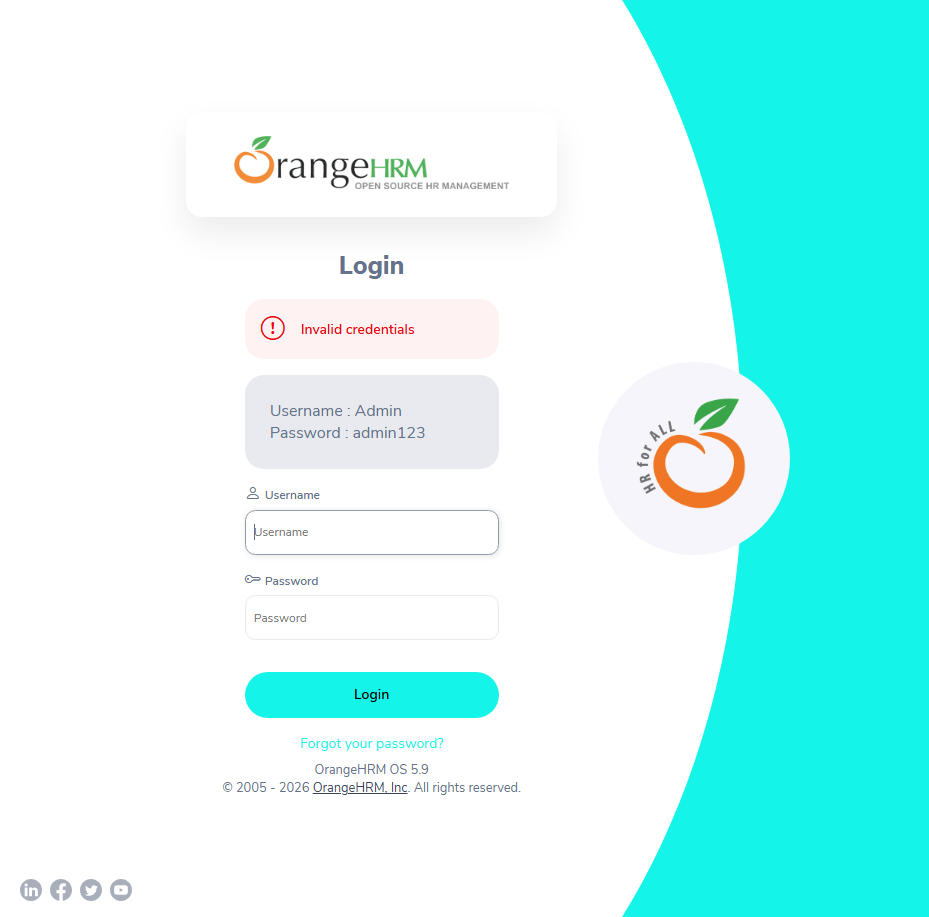 OrangeHRM
OPEN SOURCE HR MANAGEMENT
Login
Invalid credentials
Username : Admin
Password : admin123
Username
Username
Password
Password
Login
Forgot your password?
OrangeHRM OS 5.9
© 2005 - 2026 OrangeHRM, Inc. All rights reserved.
HR for ALL